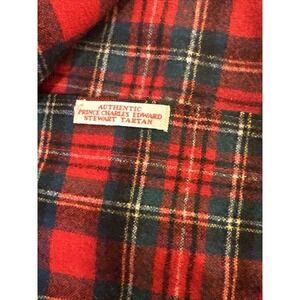 AUTHENTIC
PRINCE CHARLES EDWARD
STEWART TARTAN